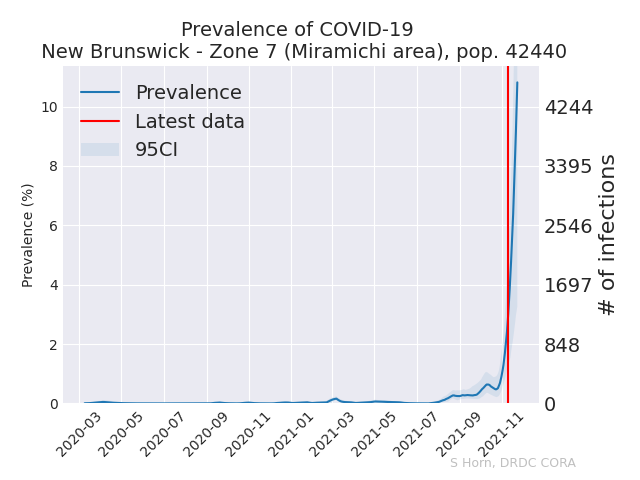 Prevalence of COVID-19
New Brunswick - Zone 7 (Miramichi area), pop. 42440
Prevalence
Latest data
95CI
Prevalence (%)
10
8
6
4
2
0
4244
3395
2546
1697
848
0
# of infections
2020-03
2020-05
2020-07
2020-09
2020-11
2021-01
2021-03
2021-05
2021-07
2021-09
2021-11
S Horn, DRDC CORA